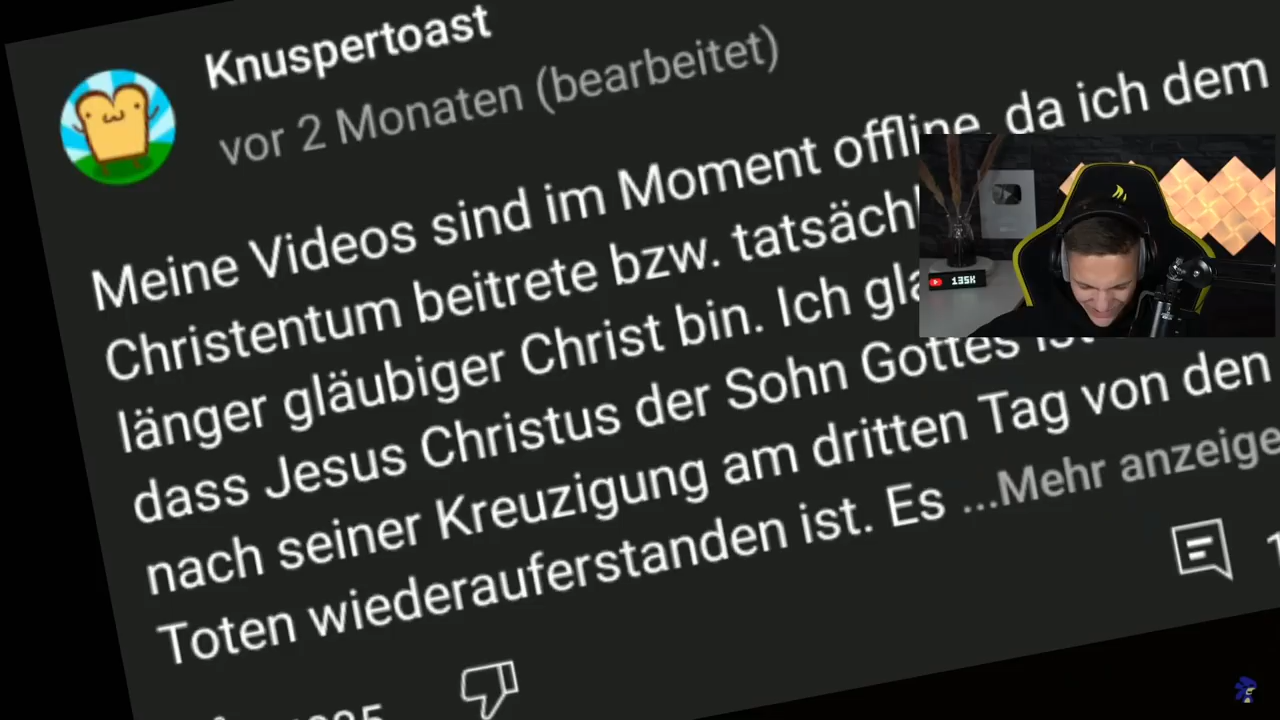 Knuspertoast
vor 2 Monaten (bearbeitet)
Meine Videos sind im Moment offline, da ich dem
Christentum beitrete bzw.
länger gläubiger Christ bin. Ich
dass Jesus Christus der Sohn Gottes ist
nach seiner Kreuzigung am dritten Tag von den
Toten wiederauferstanden ist. Es ...Mehr anzeige
135K